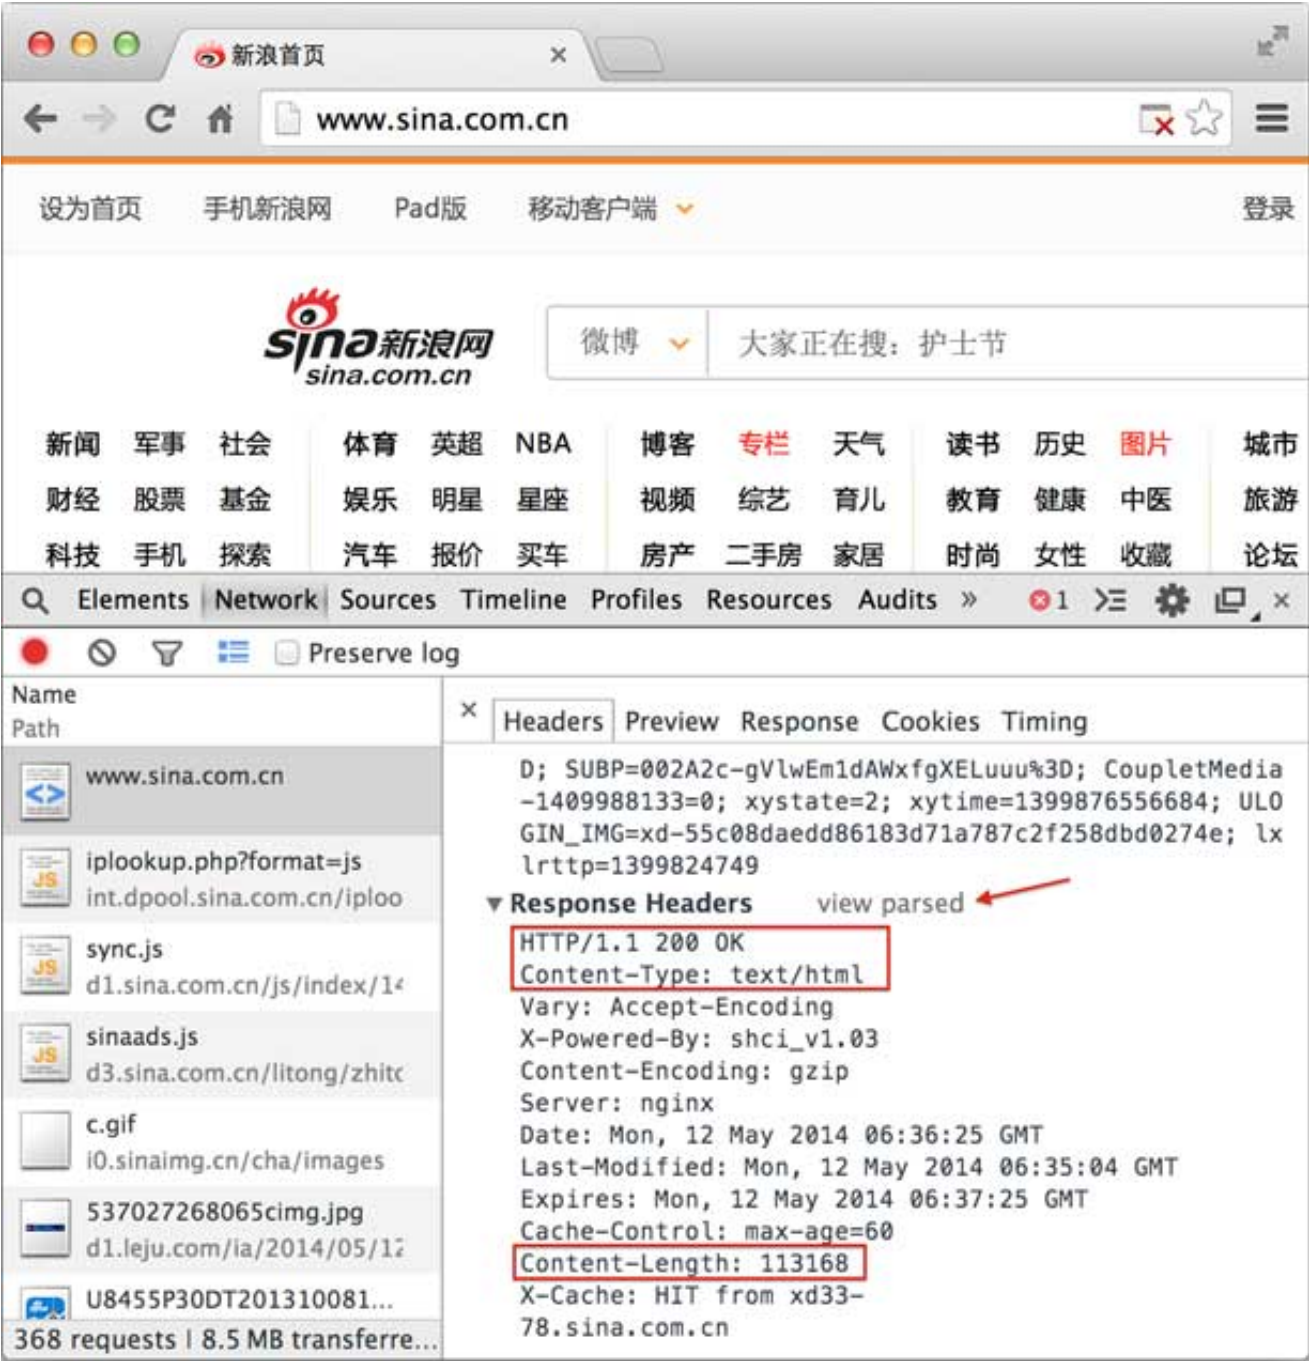 新浪首页
www.sina.com.cn
设为首页 手机新浪网 Pad版 移动客户端 登录
sina新浪网
sina.com.cn
微博 大家正在搜：护士节
新闻 军事 社会 体育 英超 NBA 博客 专栏 天气 读书 历史 图片 城市
财经 股票 基金 娱乐 明星 星座 视频 综艺 育儿 教育 健康 中医 旅游
科技 手机 探索 汽车 报价 买车 房产 二手房 家居 时尚 女性 收藏 论坛
Elements Network Sources Timeline Profiles Resources Audits » 1
Preserve log
Name
Path
www.sina.com.cn
iplookup.php?format=js
int.dpool.sina.com.cn/iploo
sync.js
d1.sina.com.cn/js/index/14
sinaads.js
d3.sina.com.cn/litong/zhito
c.gif
i0.sinaimg.cn/cha/images
537027268065cimg.jpg
d1.leju.com/ia/2014/05/12
U8455P30DT201310081...
368 requests | 8.5 MB transferre...
× Headers Preview Response Cookies Timing
D; SUBP=002A2c-gVlwEm1dAWxfgXELuuu%3D; CoupletMedia
-1409988133=0; xystate=2; xytime=1399876556684; ULO
GIN_IMG=xd-55c08daedd86183d71a787c2f258dbd0274e; lx
lrttp=1399824749
Response Headers view parsed
HTTP/1.1 200 OK
Content-Type: text/html
Vary: Accept-Encoding
X-Powered-By: shci_v1.03
Content-Encoding: gzip
Server: nginx
Date: Mon, 12 May 2014 06:36:25 GMT
Last-Modified: Mon, 12 May 2014 06:35:04 GMT
Expires: Mon, 12 May 2014 06:37:25 GMT
Cache-Control: max-age=60
Content-Length: 113168
X-Cache: HIT from xd33-
78.sina.com.cn